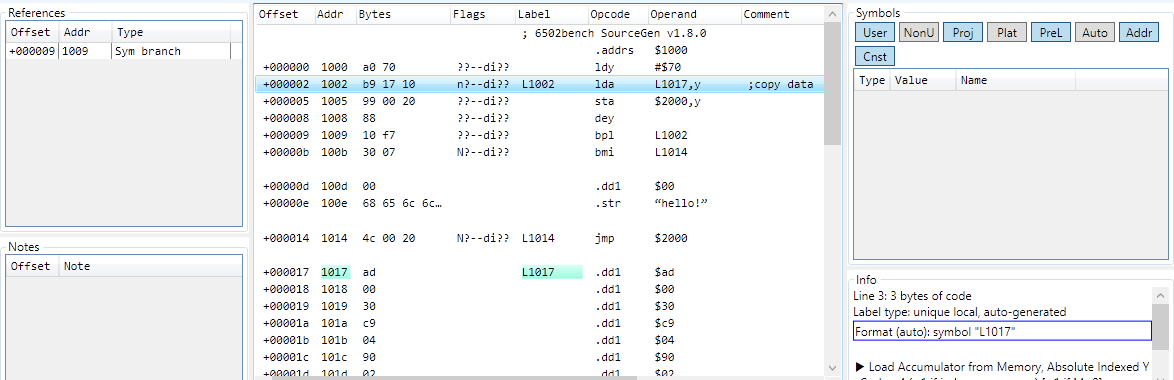 References
Offset Addr Type
+000009 1009 Sym branch
Notes
Offset Note
Offset Addr Bytes Flags Label Opcode Operand Comment
; 6502bench SourceGen v1.8.0
.addrs $1000
+000000 1000 a0 70 ??--di?? ldy #$70
+000002 1002 b9 17 10 n?--di?? L1002 lda L1017,y ;copy data
+000005 1005 99 00 20 ??--di?? sta $2000,y
+000008 1008 88 ??--di?? dey
+000009 1009 10 f7 ??--di?? bpl L1002
+00000b 100b 30 07 N?--di?? bmi L1014
+00000d 100d 00 .dd1 $00
+00000e 100e 68 65 6c 6c… .str “hello!”
+000014 1014 4c 00 20 N?--di?? L1014 jmp $2000
+000017 1017 ad L1017 .dd1 $ad
+000018 1018 00 .dd1 $00
+000019 1019 30 .dd1 $30
+00001a 101a c9 .dd1 $c9
+00001b 101b 04 .dd1 $04
+00001c 101c 90 .dd1 $90
+00001d 101d 02 .dd1 $02
Symbols
User NonU Proj Plat PreL Auto Addr
Cnst
Type Value Name
Info
Line 3: 3 bytes of code
Label type: unique local, auto-generated
Format (auto): symbol "L1017"
▶ Load Accumulator from Memory, Absolute Indexed Y